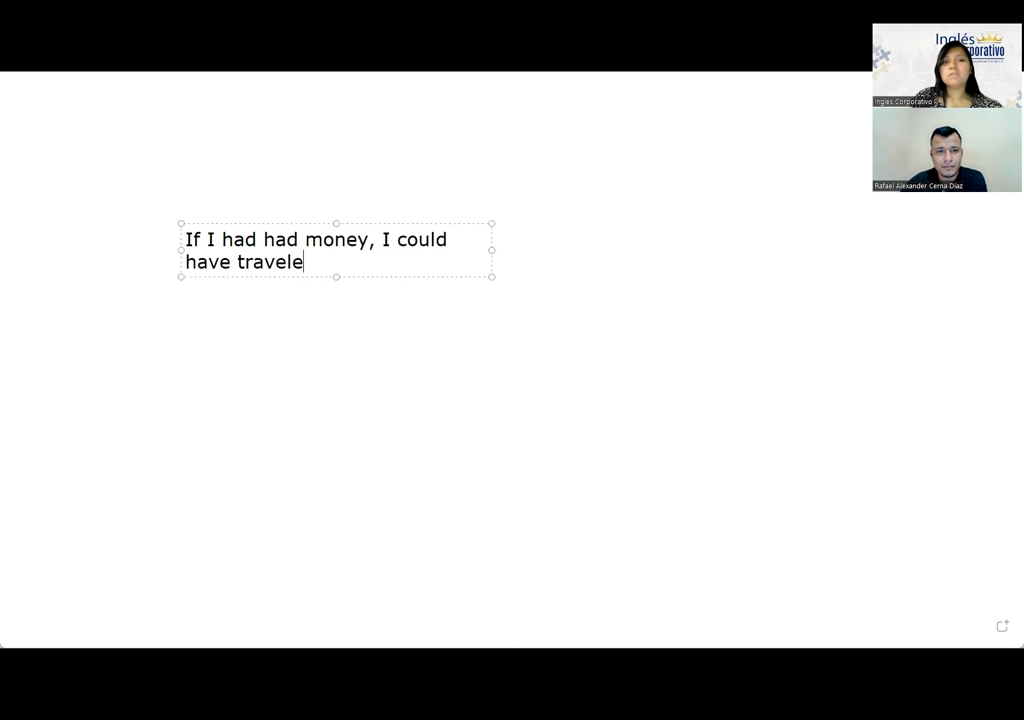 Inglés
Corporativo
Ingles Corporativo
Rafael Alexander Cerna Diaz
If I had had money, I could
have travele